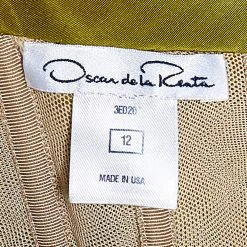 Oscar de la Renta
3E020
12
MADE IN USA